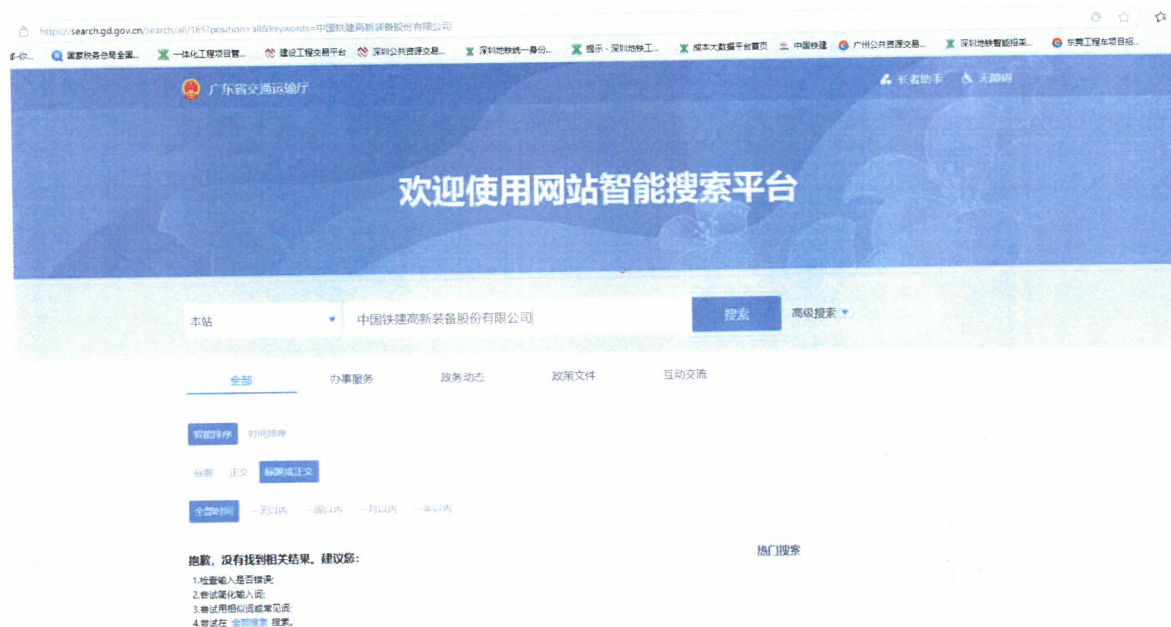 https://search.gd.gov.cn/search/all/165?position=all&keywords=中国铁建高新装备股份有限公司
国家税务总局全国... 一体化工程项目管... 建设工程交易平台 深圳公共资源交易... 深圳地铁统一身份... 提示 - 深圳地铁工... 成本大数据平台首页 中国铁建 广州公共资源交易... 深圳地铁智能招采... 东莞工程车项目招...
广东省交通运输厅 长者助手 无障碍
欢迎使用网站智能搜索平台
本站 中国铁建高新装备股份有限公司 搜索 高级搜索
全部 办事服务 政务动态 政策文件 互动交流
智能排序 时间排序
标题 正文 标题或正文
全部时间 一天以内 一周以内 一月以内 一年以内
抱歉，没有找到相关结果。建议您： 热门搜索
1.检查输入是否错误;
2.尝试简化输入词;
3.尝试用相似词或常见词;
4.尝试在 全部搜索 搜索。